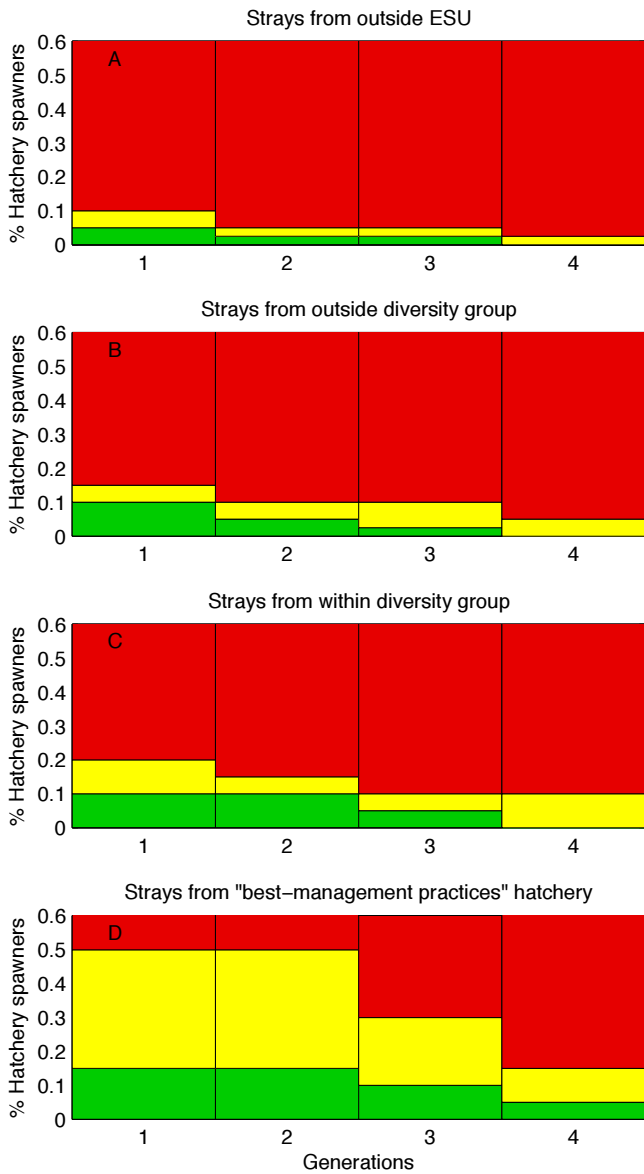 Strays from outside ESU
A
% Hatchery spawners
0.6
0.5
0.4
0.3
0.2
0.1
0
1 2 3 4
Strays from outside diversity group
B
% Hatchery spawners
0.6
0.5
0.4
0.3
0.2
0.1
0
1 2 3 4
Strays from within diversity group
C
% Hatchery spawners
0.6
0.5
0.4
0.3
0.2
0.1
0
1 2 3 4
Strays from "best−management practices" hatchery
D
% Hatchery spawners
0.6
0.5
0.4
0.3
0.2
0.1
0
1 2 3 4
Generations